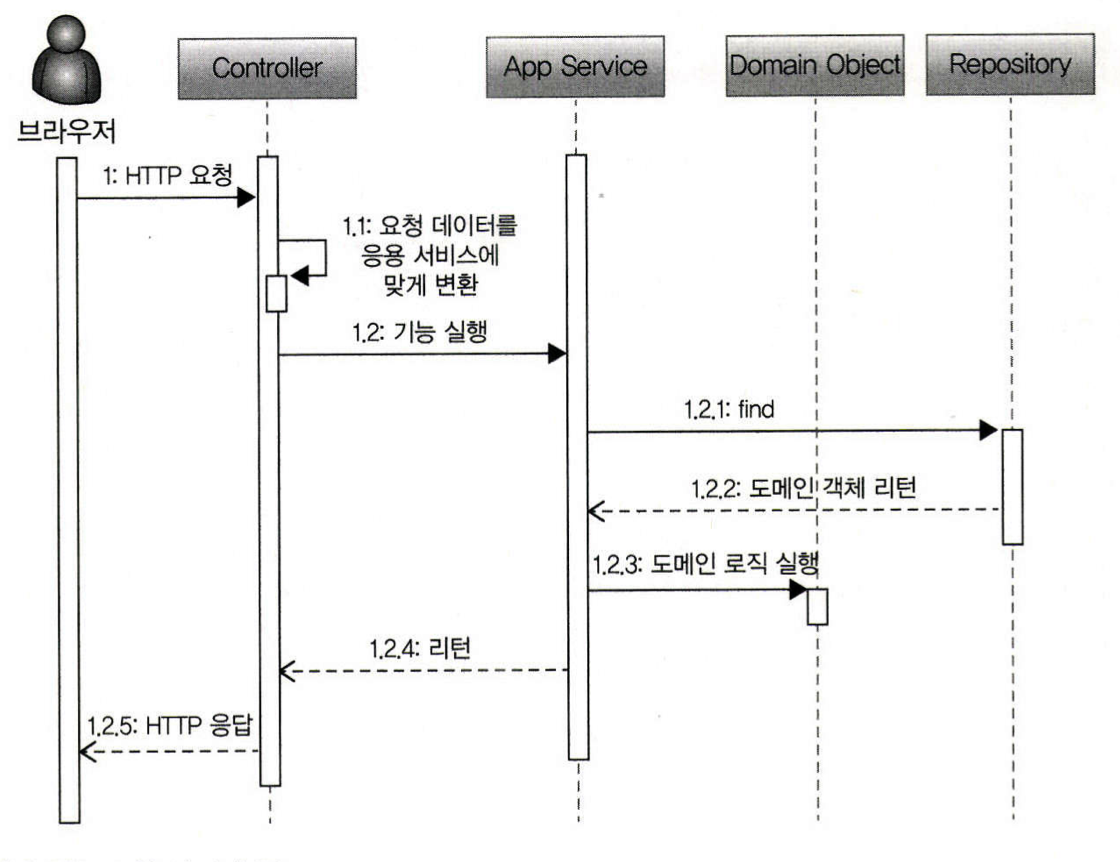 Controller
App Service
Domain Object
Repository
브라우저
1: HTTP 요청
1.1: 요청 데이터를
응용 서비스에
맞게 변환
1.2: 기능 실행
1.2.1: find
1.2.2: 도메인 객체 리턴
1.2.3: 도메인 로직 실행
1.2.4: 리턴
1.2.5: HTTP 응답